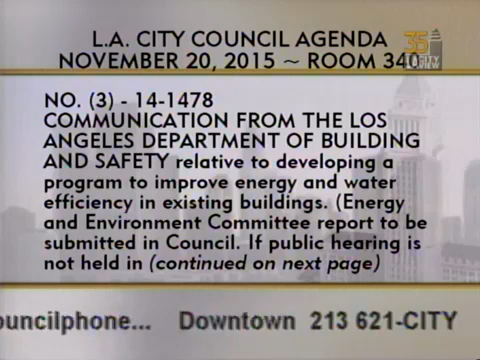 L.A. CITY COUNCIL AGENDA
NOVEMBER 20, 2015 ~ ROOM 340
35
NO. (3) - 14-1478
COMMUNICATION FROM THE LOS
ANGELES DEPARTMENT OF BUILDING
AND SAFETY relative to developing a
program to improve energy and water
efficiency in existing buildings. (Energy
and Environment Committee report to be
submitted in Council. If public hearing is
not held in (continued on next page)
ouncilphone... Downtown 213 621-CITY